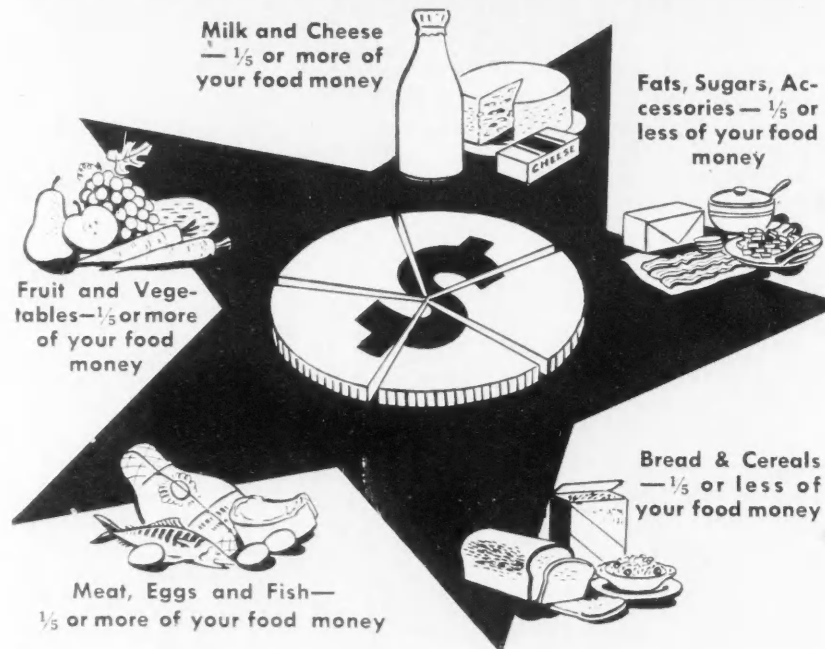 Milk and Cheese
— ⅕ or more of
your food money
Fats, Sugars, Ac-
cessories — ⅕ or
less of your food
money
CHEESE
$
Fruit and Vege-
tables—⅕ or more
of your food
money
Bread & Cereals
—⅕ or less of
your food money
Meat, Eggs and Fish—
⅕ or more of your food money